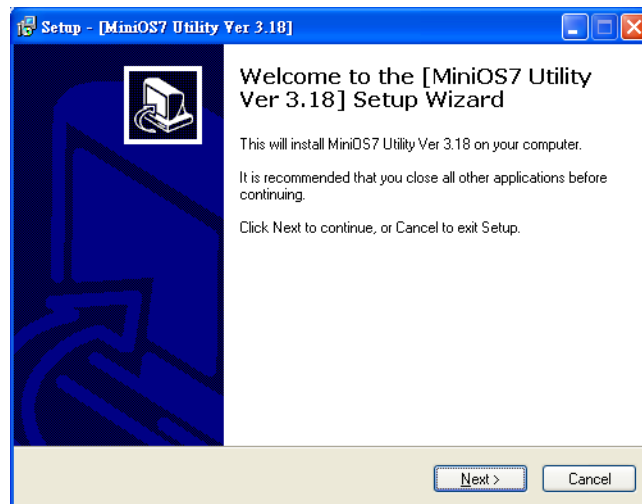 Setup - [MiniOS7 Utility Ver 3.18]
Welcome to the [MiniOS7 Utility
Ver 3.18] Setup Wizard
This will install MiniOS7 Utility Ver 3.18 on your computer.
It is recommended that you close all other applications before
continuing.
Click Next to continue, or Cancel to exit Setup.
Next >
Cancel